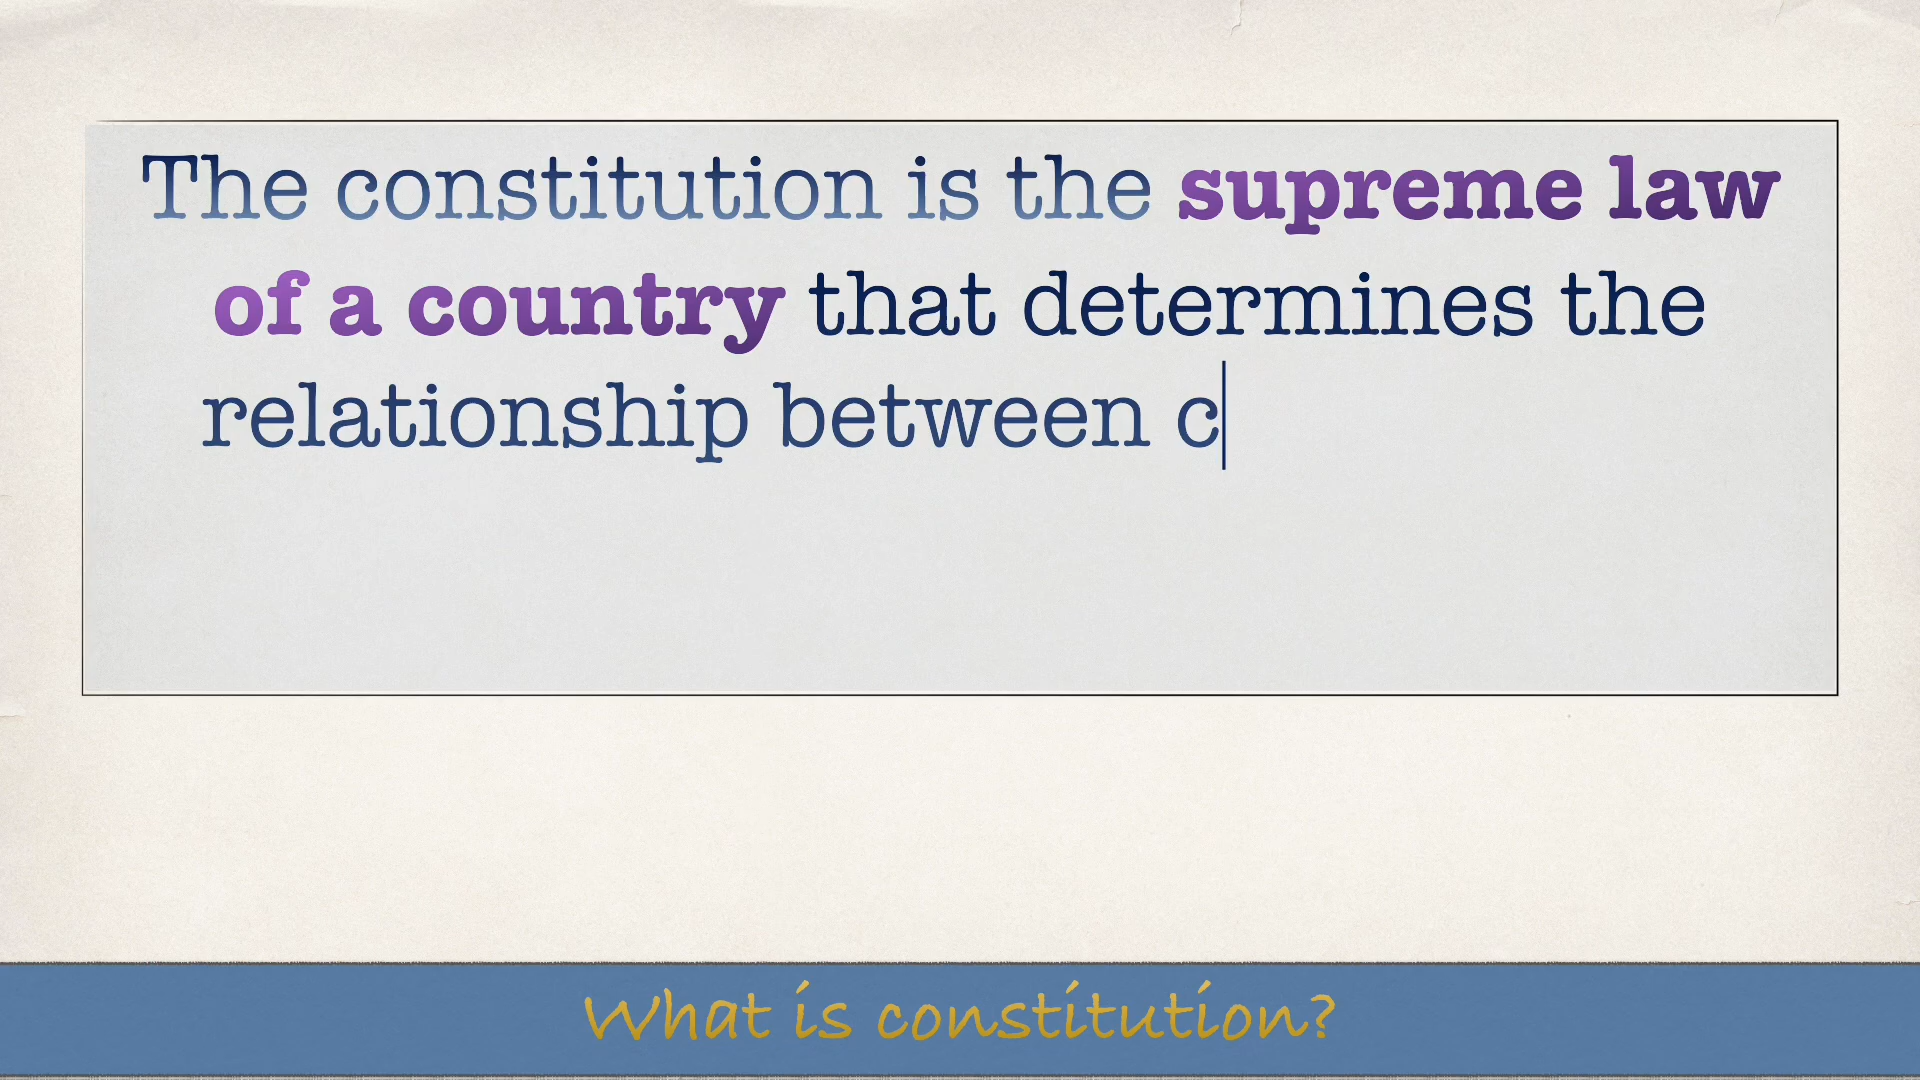 The constitution is the supreme law
of a country that determines the
relationship between c
What is constitution?